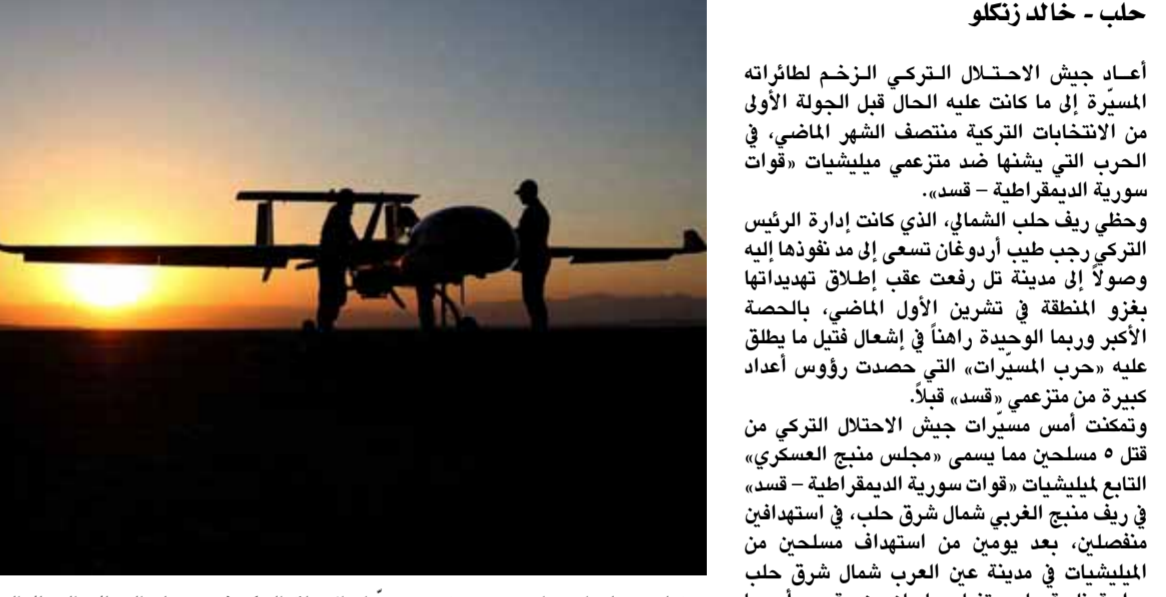 حلب - خالد زنكلو
أعــاد جيش الاحـتـلال الـتركـي الـزخـم لطائراته
المسيّرة إلى ما كانت عليه الحال قبل الجولة الأولى
من الانتخابات التركية منتصف الشهر الماضي، في
الحرب التي يشنها ضد متزعمي ميليشيات «قوات
سورية الديمقراطية – قسد».
وحظي ريف حلب الشمالي، الذي كانت إدارة الرئيس
التركي رجب طيب أردوغان تسعى إلى مد نفوذها إليه
وصولاً إلى مدينة تل رفعت عقب إطـلاق تهديداتها
بغزو المنطقة في تشرين الأول الماضي، بالحصة
الأكبر وربما الوحيدة راهناً في إشعال فتيل ما يطلق
عليه «حرب المسيّرات» التي حصدت رؤوس أعداد
كبيرة من متزعمي «قسد» قبلاً.
وتمكنت أمس مسيّرات جيش الاحتلال التركي من
قتل ٥ مسلحين مما يسمى «مجلس منبج العسكري»
التابع لميليشيات «قوات سورية الديمقراطية – قسد»
في ريف منبج الغربي شمال شرق حلب، في استهدافين
منفصلين، بعد يومين من استهداف مسلحين من
الميليشيات في مدينة عين العرب شمال شرق حلب